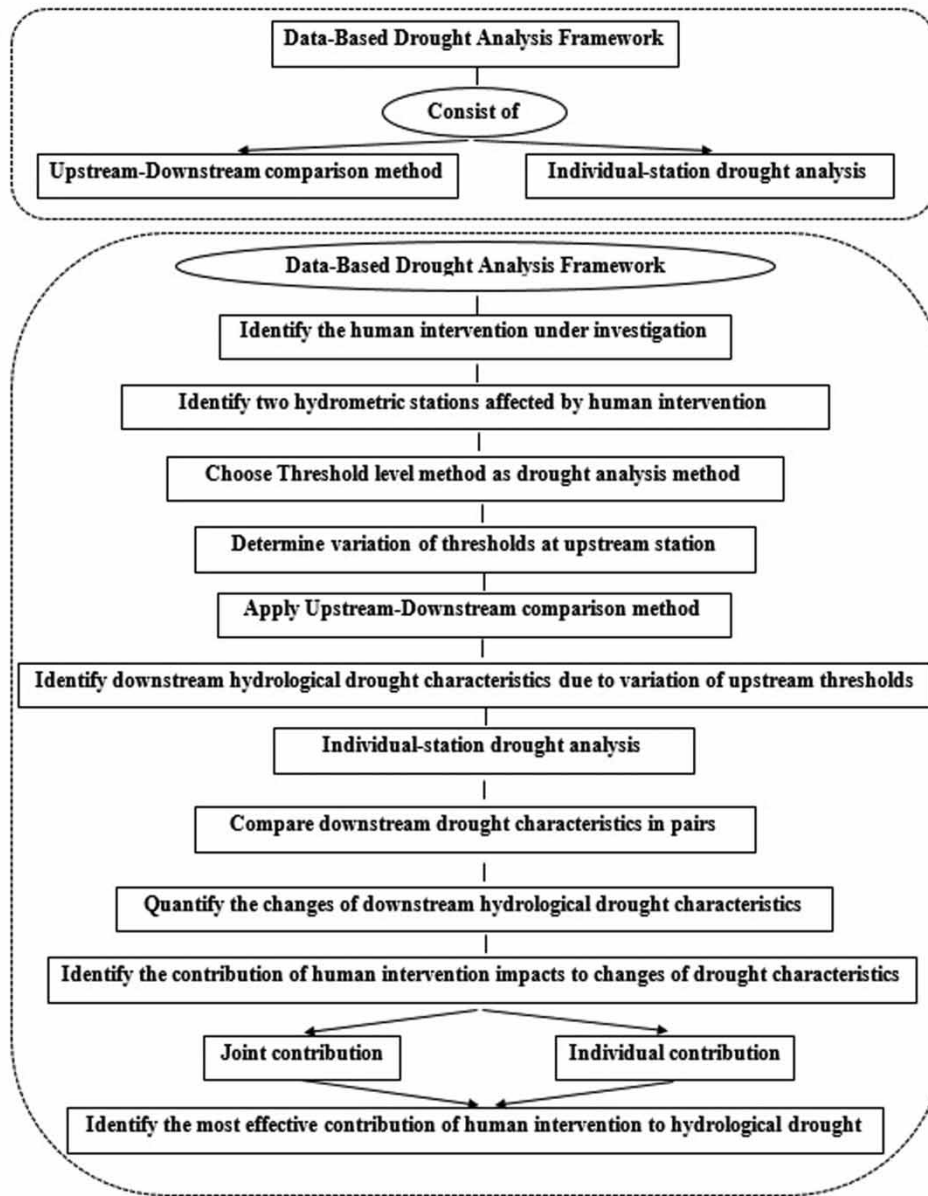 Data-Based Drought Analysis Framework
Consist of
Upstream-Downstream comparison method
Individual-station drought analysis
Data-Based Drought Analysis Framework
Identify the human intervention under investigation
Identify two hydrometric stations affected by human intervention
Choose Threshold level method as drought analysis method
Determine variation of thresholds at upstream station
Apply Upstream-Downstream comparison method
Identify downstream hydrological drought characteristics due to variation of upstream thresholds
Individual-station drought analysis
Compare downstream drought characteristics in pairs
Quantify the changes of downstream hydrological drought characteristics
Identify the contribution of human intervention impacts to changes of drought characteristics
Joint contribution
Individual contribution
Identify the most effective contribution of human intervention to hydrological drought